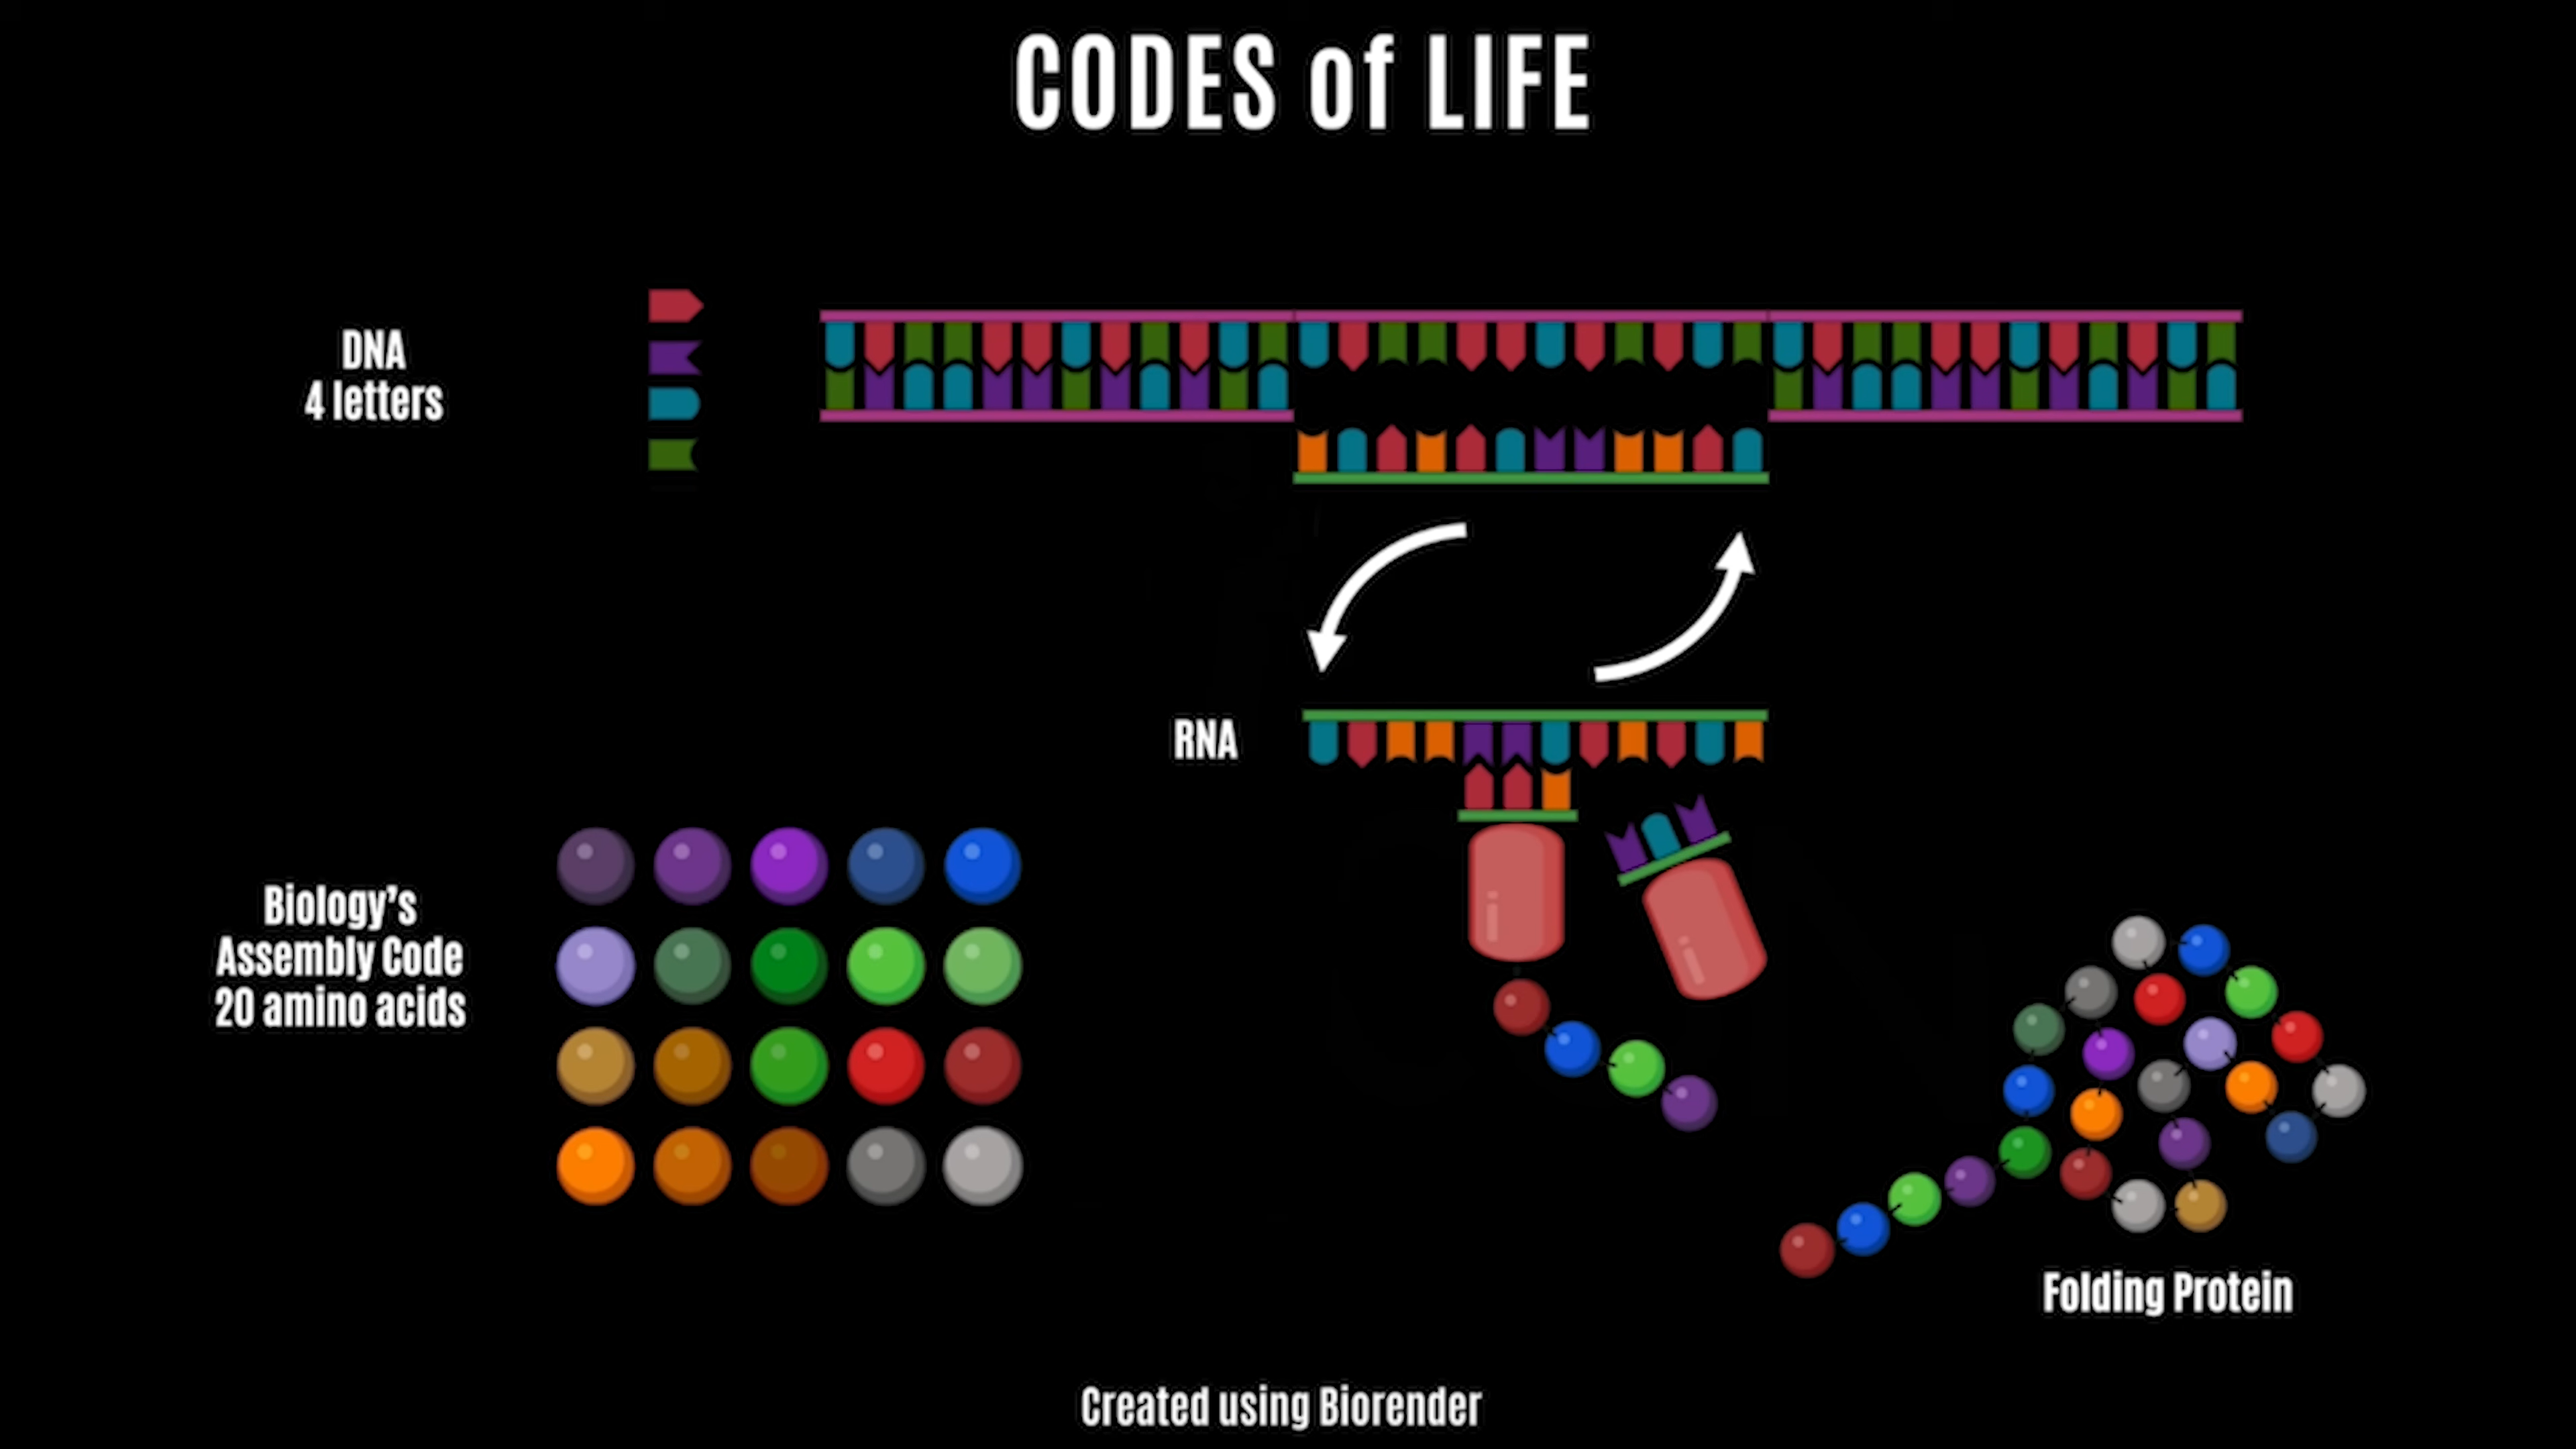 CODES of LIFE
DNA
4 letters
RNA
Biology's
Assembly Code
20 amino acids
Folding Protein
Created using Biorender